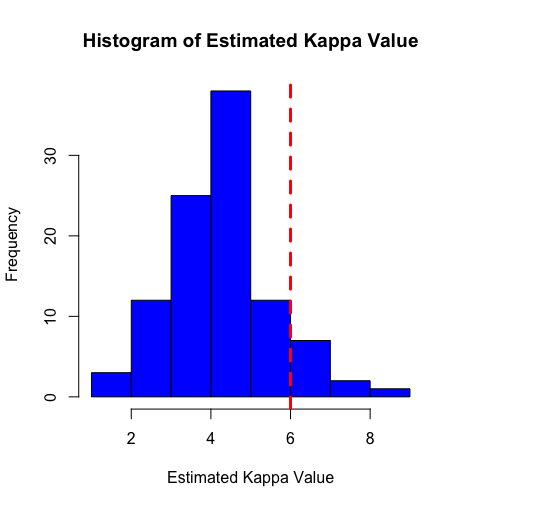 Histogram of Estimated Kappa Value
Frequency
30
20
10
0
2 4 6 8
Estimated Kappa Value